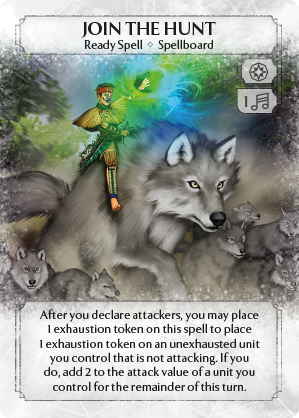 JOIN THE HUNT
Ready Spell ⬦ Spellboard
1
After you declare attackers, you may place
1 exhaustion token on this spell to place
1 exhaustion token on an unexhausted unit
you control that is not attacking. If you
do, add 2 to the attack value of a unit you
control for the remainder of this turn.